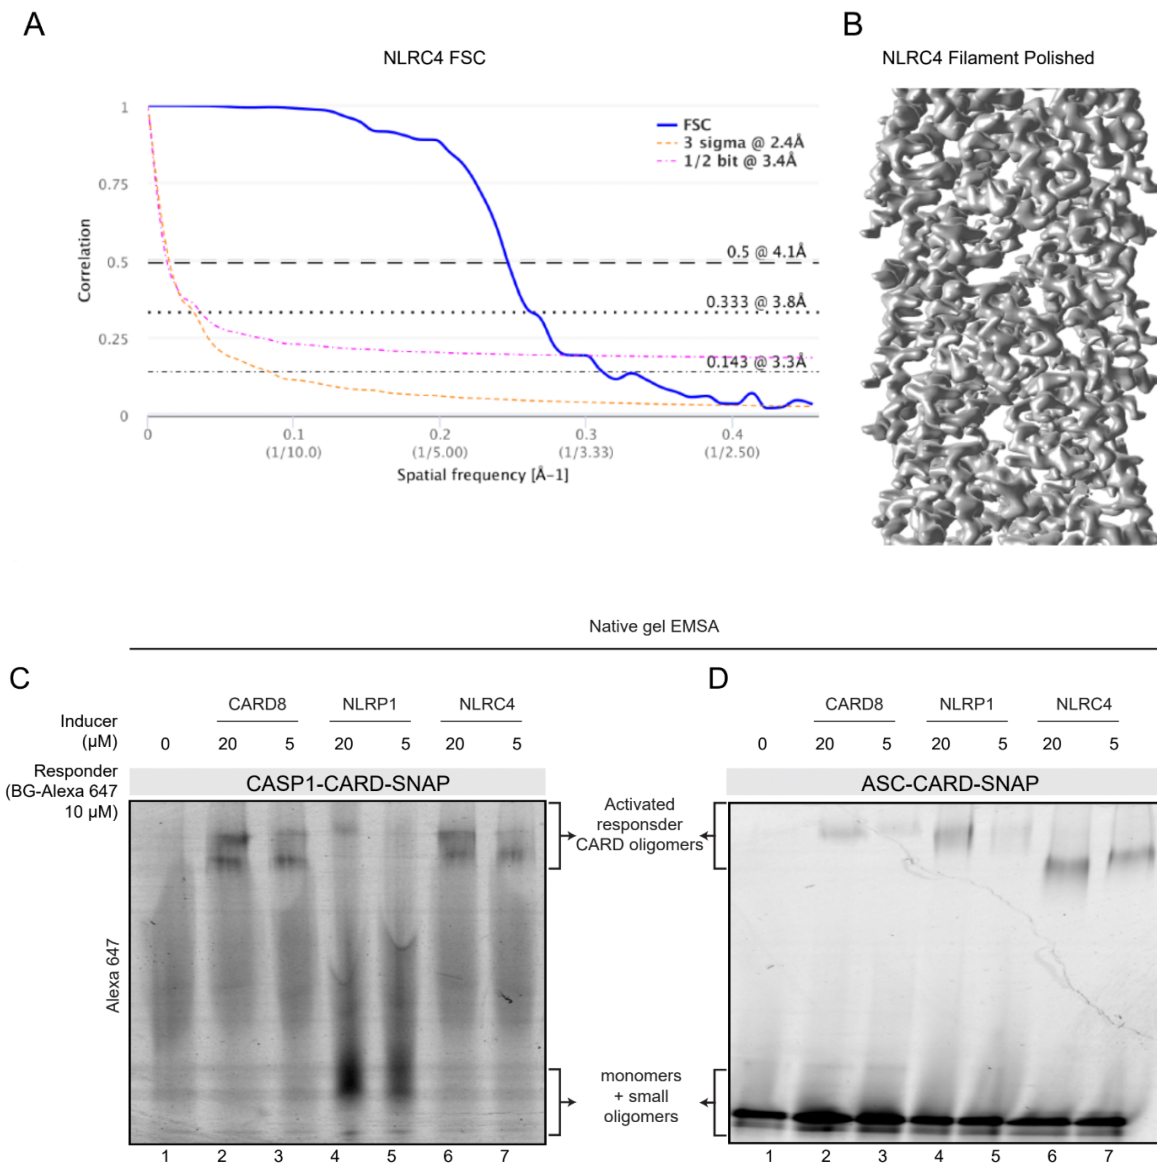 A
B
NLRC4 FSC
NLRC4 Filament Polished
1
0.75
0.5
0.25
0
Correlation
FSC
3 sigma @ 2.4Å
1/2 bit @ 3.4Å
0.5 @ 4.1Å
0.333 @ 3.8Å
0.143 @ 3.3Å
0 0.1 0.2 0.3 0.4
(1/10.0) (1/5.00) (1/3.33) (1/2.50)
Spatial frequency [Å−1]
Native gel EMSA
C
CARD8 NLRP1 NLRC4
Inducer
(µM)
0 20 5 20 5 20 5
Responder
(BG-Alexa 647
10 µM)
CASP1-CARD-SNAP
Alexa 647
1 2 3 4 5 6 7
Activated
responsder
CARD oligomers
monomers
+ small
oligomers
D
CARD8 NLRP1 NLRC4
0 20 5 20 5 20 5
ASC-CARD-SNAP
1 2 3 4 5 6 7